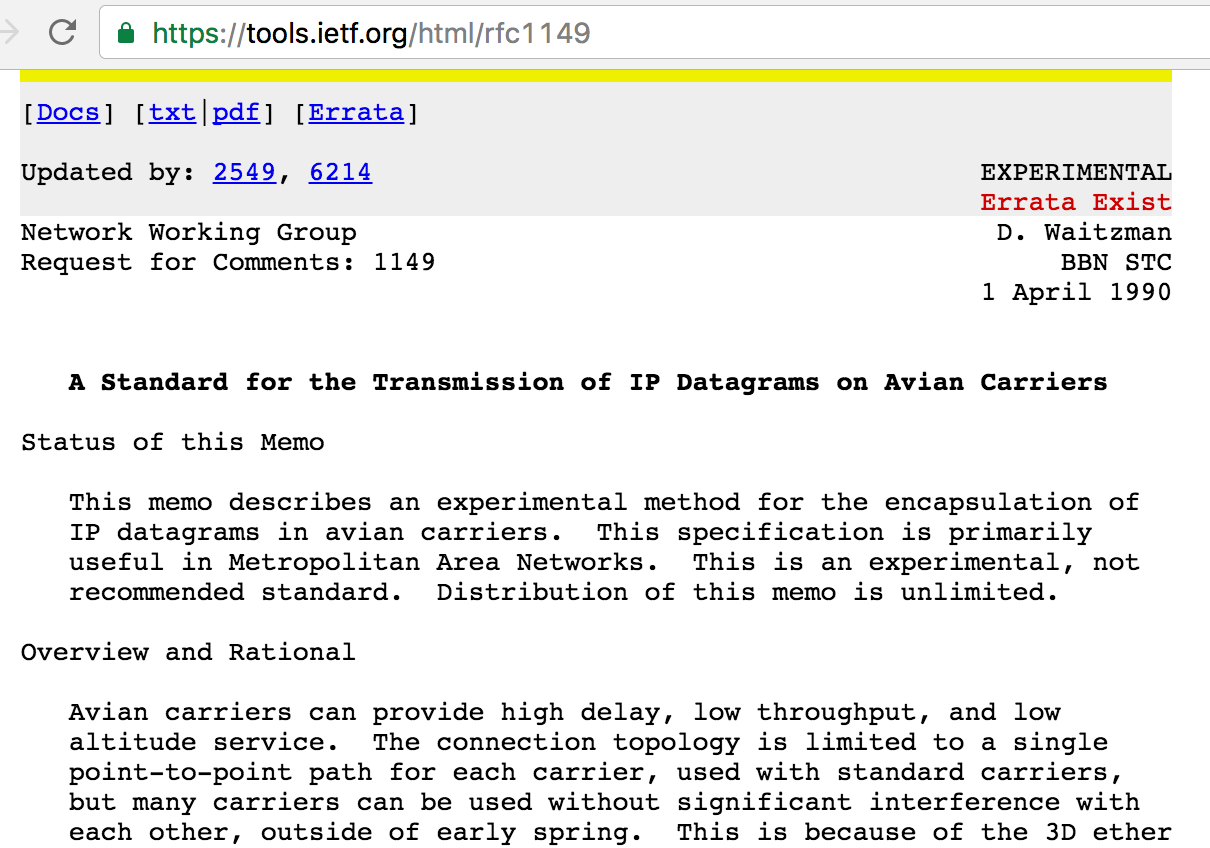 https://tools.ietf.org/html/rfc1149
[Docs] [txt|pdf] [Errata]
Updated by: 2549, 6214 EXPERIMENTAL
Errata Exist
Network Working Group D. Waitzman
Request for Comments: 1149 BBN STC
1 April 1990
A Standard for the Transmission of IP Datagrams on Avian Carriers
Status of this Memo
This memo describes an experimental method for the encapsulation of
IP datagrams in avian carriers. This specification is primarily
useful in Metropolitan Area Networks. This is an experimental, not
recommended standard. Distribution of this memo is unlimited.
Overview and Rational
Avian carriers can provide high delay, low throughput, and low
altitude service. The connection topology is limited to a single
point-to-point path for each carrier, used with standard carriers,
but many carriers can be used without significant interference with
each other, outside of early spring. This is because of the 3D ether